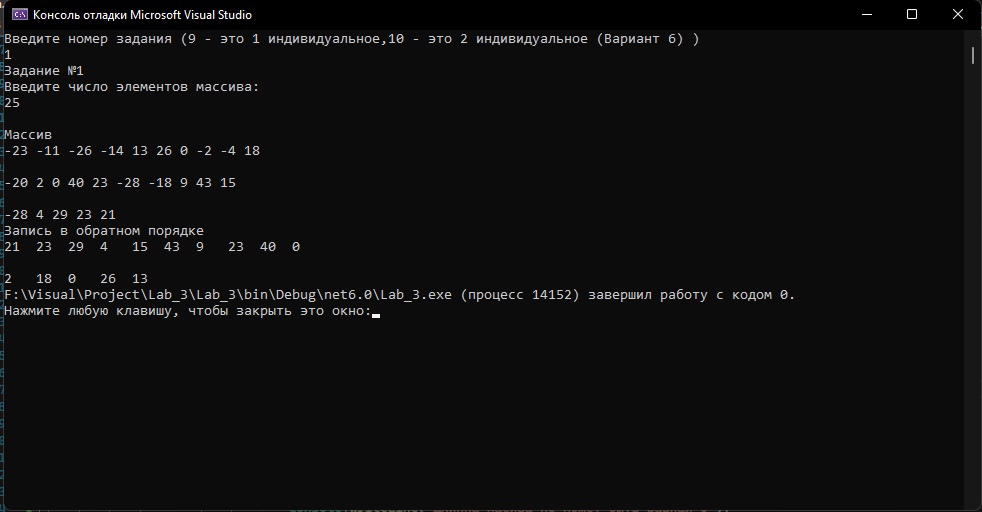 Консоль отладки Microsoft Visual Studio
Введите номер задания (9 - это 1 индивидуальное,10 - это 2 индивидуальное (Вариант 6) )
1
Задание №1
Введите число элементов массива:
25
Массив
-23 -11 -26 -14 13 26 0 -2 -4 18
-20 2 0 40 23 -28 -18 9 43 15
-28 4 29 23 21
Запись в обратном порядке
21  23  29  4   15  43  9   23  40  0
2   18  0   26  13
F:\Visual\Project\Lab_3\Lab_3\bin\Debug\net6.0\Lab_3.exe (процесс 14152) завершил работу с кодом 0.
Нажмите любую клавишу, чтобы закрыть это окно: